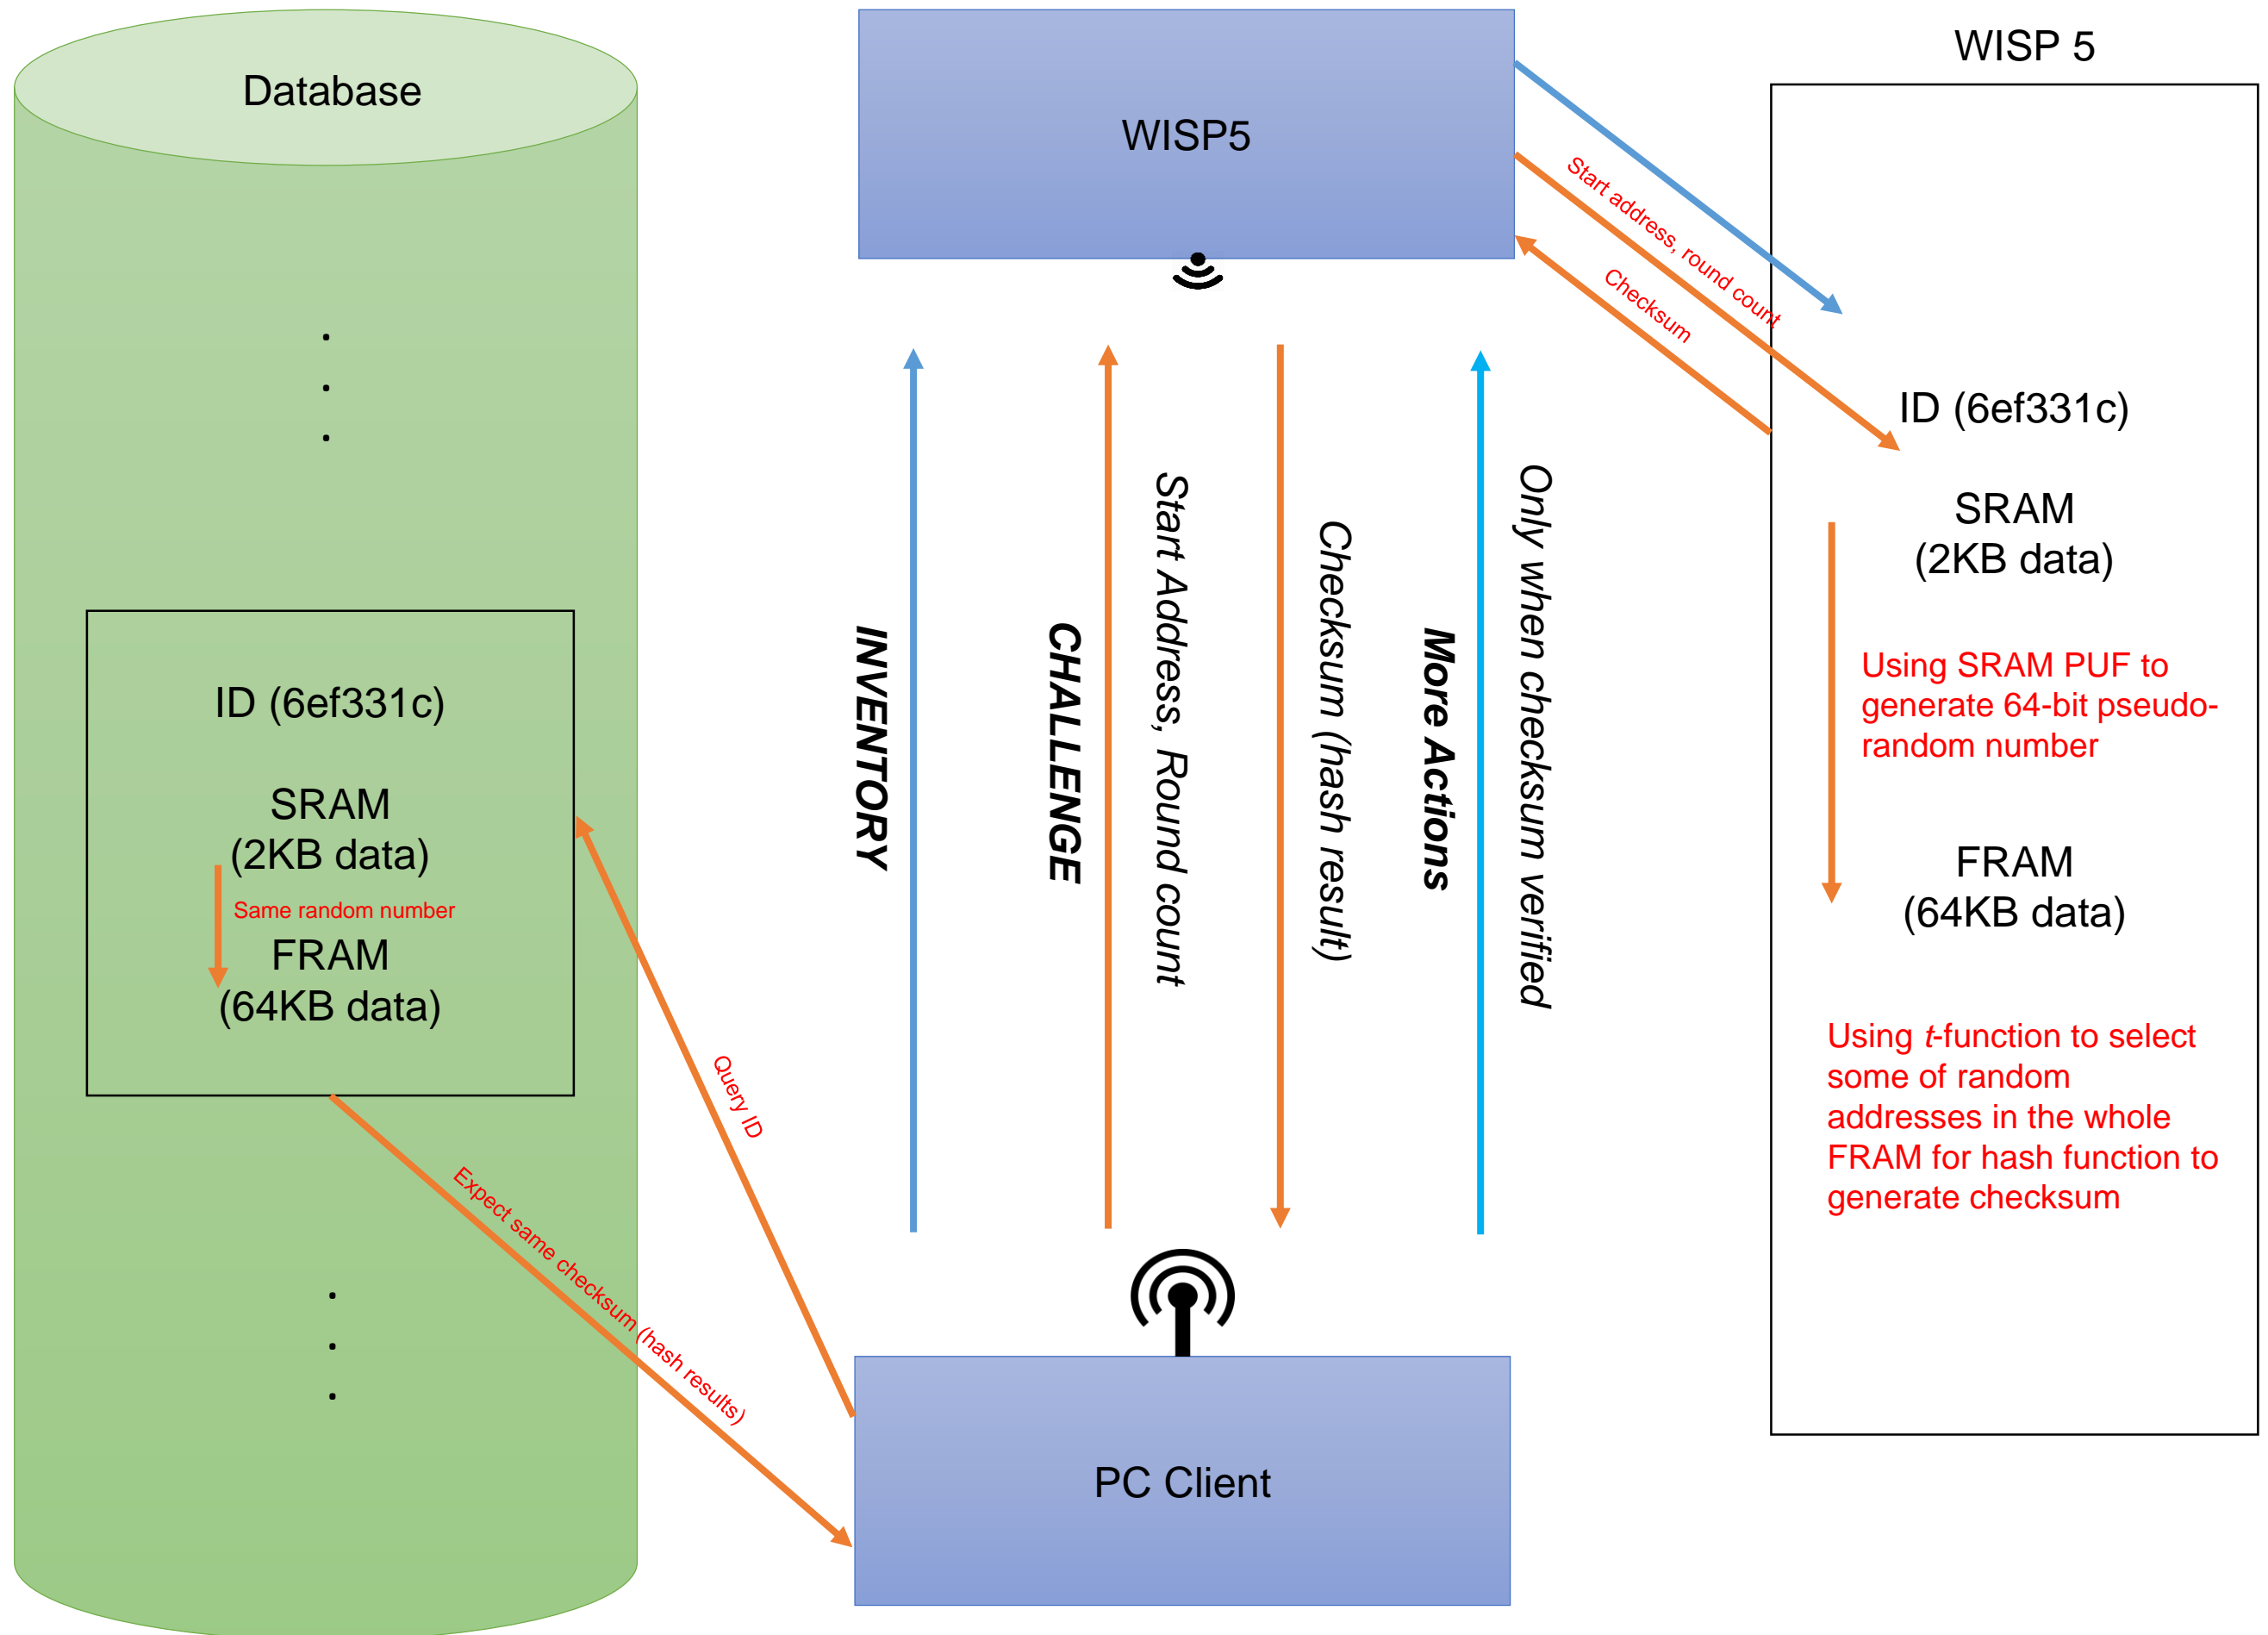 Database
.
.
.
ID (6ef331c)
SRAM
(2KB data)
Same random number
FRAM
(64KB data)
.
.
.
Query ID
Expect same checksum (hash results)
WISP5
INVENTORY
CHALLENGE
Start Address, Round count
Checksum (hash result)
More Actions
Only when checksum verified
PC Client
Start address, round count
Checksum
WISP 5
ID (6ef331c)
SRAM
(2KB data)
Using SRAM PUF to
generate 64-bit pseudo-
random number
FRAM
(64KB data)
Using t-function to select
some of random
addresses in the whole
FRAM for hash function to
generate checksum